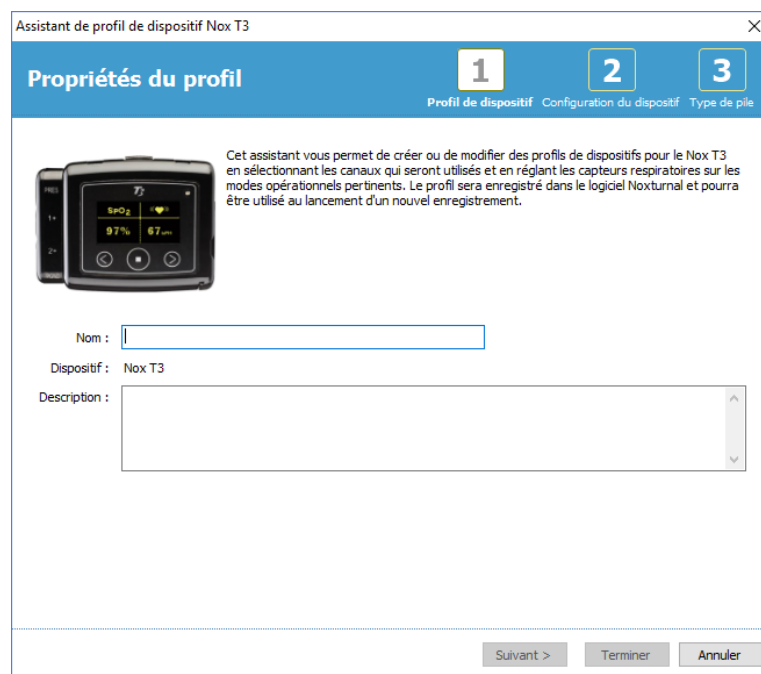 Assistant de profil de dispositif Nox T3
Propriétés du profil
1
2
3
Profil de dispositif
Configuration du dispositif
Type de pile
Cet assistant vous permet de créer ou de modifier des profils de dispositifs pour le Nox T3
en sélectionnant les canaux qui seront utilisés et en réglant les capteurs respiratoires sur les
modes opérationnels pertinents. Le profil sera enregistré dans le logiciel Noxturnal et pourra
être utilisé au lancement d'un nouvel enregistrement.
PRES
1+
2+
T3
SPO2
97%
67
Nom :
Dispositif : Nox T3
Description :
Suivant >
Terminer
Annuler